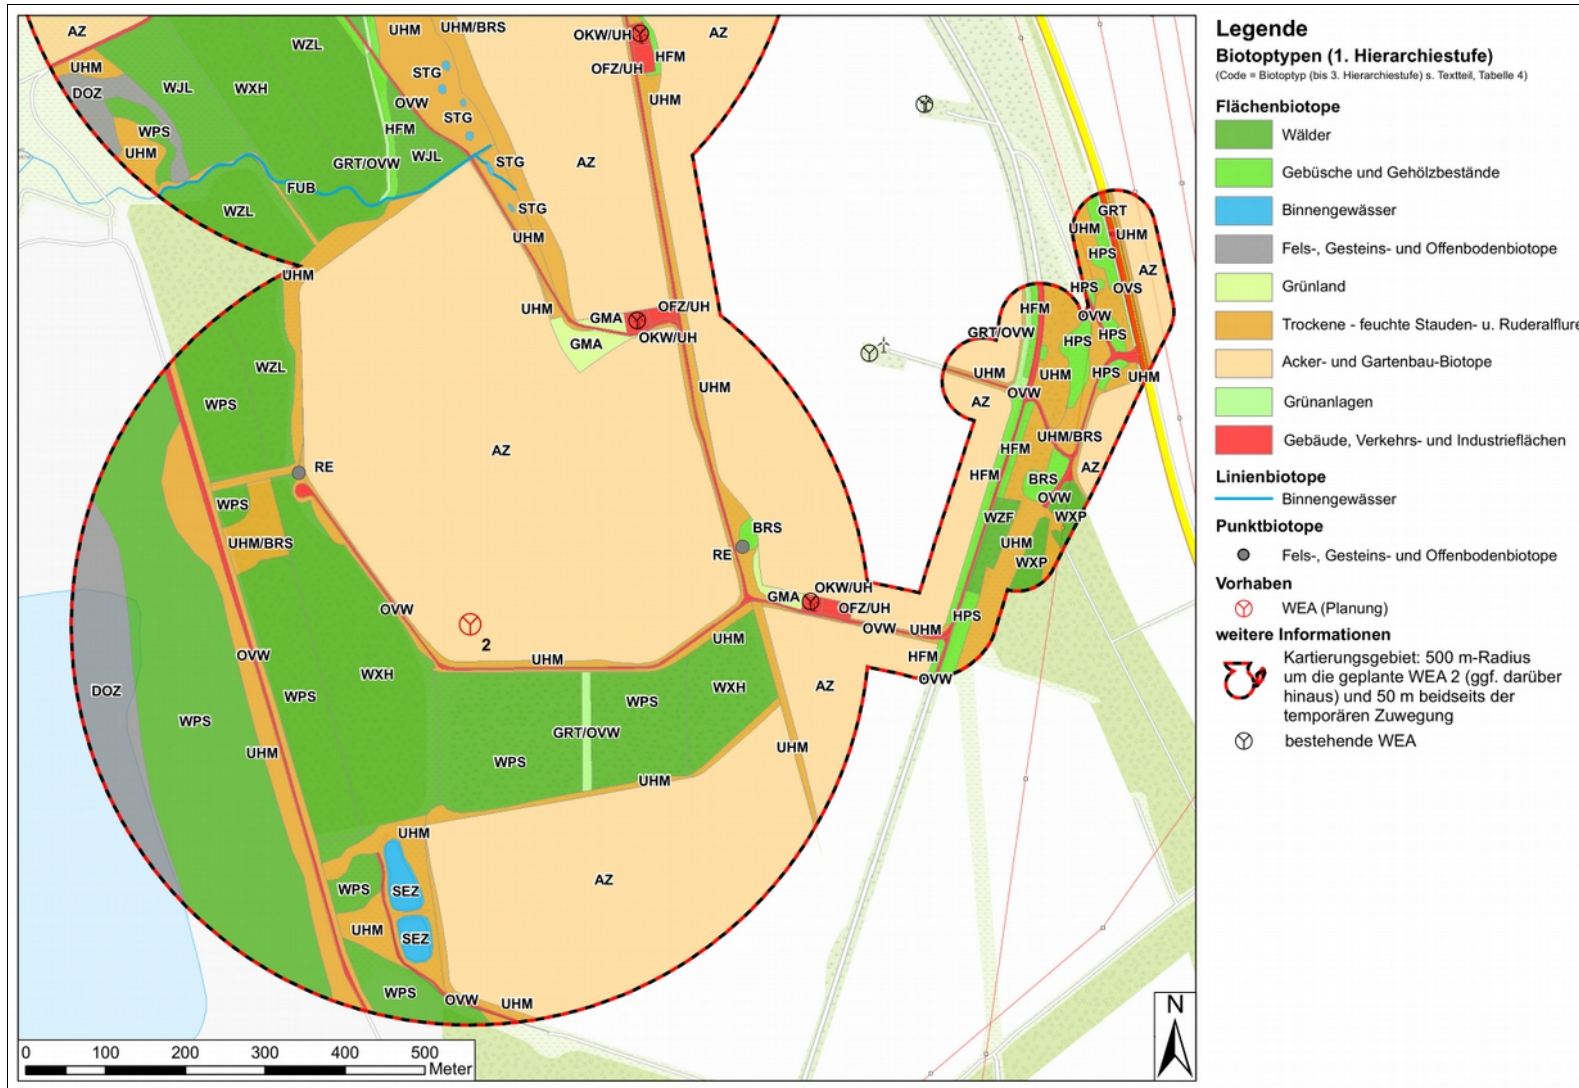 AZ
WZL
UHM
UHM/BRS
OKW/UH
AZ
UHM
HFM
STG
OFZ/UH
DOZ
WJL
WXH
OVW
UHM
STG
WPS
HFM
UHM
GRT/OVW
WJL
STG
AZ
FUB
WZL
STG
UHM
GRT
UHM
UHM
HPS
AZ
UHM
HPS
OVS
UHM
OFZ/UH
HFM
GMA
OVW
GRT/OVW
HPS
HPS
OKW/UH
GMA
WZL
UHM
UHM
HPS
UHM
UHM
OVW
WPS
AZ
UHM/BRS
AZ
HFM
RE
HFM
AZ
BRS
WPS
OVW
WZF
WXP
BRS
UHM/BRS
RE
UHM
WXP
OKW/UH
GMA
OFZ/UH
OVW
HPS
2
OVW
UHM
UHM
OVW
UHM
HFM
WXH
OVW
DOZ
WPS
WPS
WXH
AZ
WPS
GRT/OVW
UHM
UHM
WPS
UHM
UHM
AZ
WPS
SEZ
UHM
SEZ
WPS
OVW
UHM
0 100 200 300 400 500
Meter
N
Legende
Biotoptypen (1. Hierarchiestufe)
(Code = Biotoptyp (bis 3. Hierarchiestufe) s. Textteil, Tabelle 4)
Flächenbiotope
Wälder
Gebüsche und Gehölzbestände
Binnengewässer
Fels-, Gesteins- und Offenbodenbiotope
Grünland
Trockene - feuchte Stauden- u. Ruderalflure
Acker- und Gartenbau-Biotope
Grünanlagen
Gebäude, Verkehrs- und Industrieflächen
Linienbiotope
Binnengewässer
Punktbiotope
Fels-, Gesteins- und Offenbodenbiotope
Vorhaben
WEA (Planung)
weitere Informationen
Kartierungsgebiet: 500 m-Radius
um die geplante WEA 2 (ggf. darüber
hinaus) und 50 m beidseits der
temporären Zuwegung
bestehende WEA